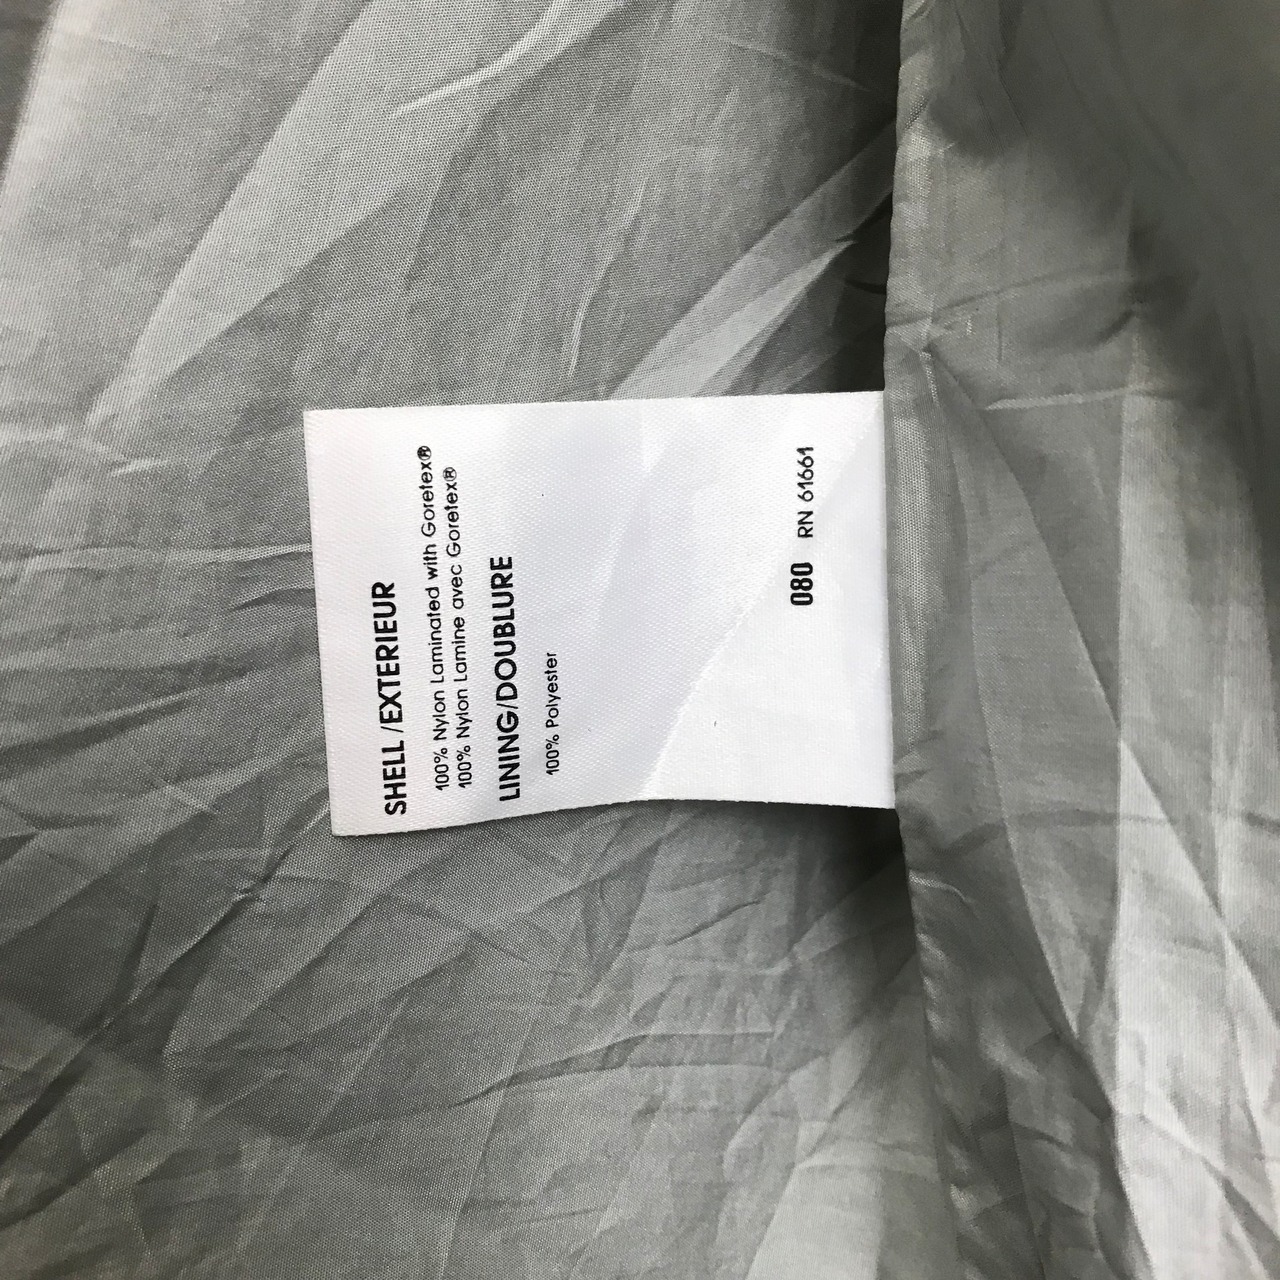 SHELL/EXTERIEUR
100% Nylon Laminated with Goretex®
100% Nylon Lamine avec Goretex®
LINING/DOUBLURE
100% Polyester
080 RN 61661